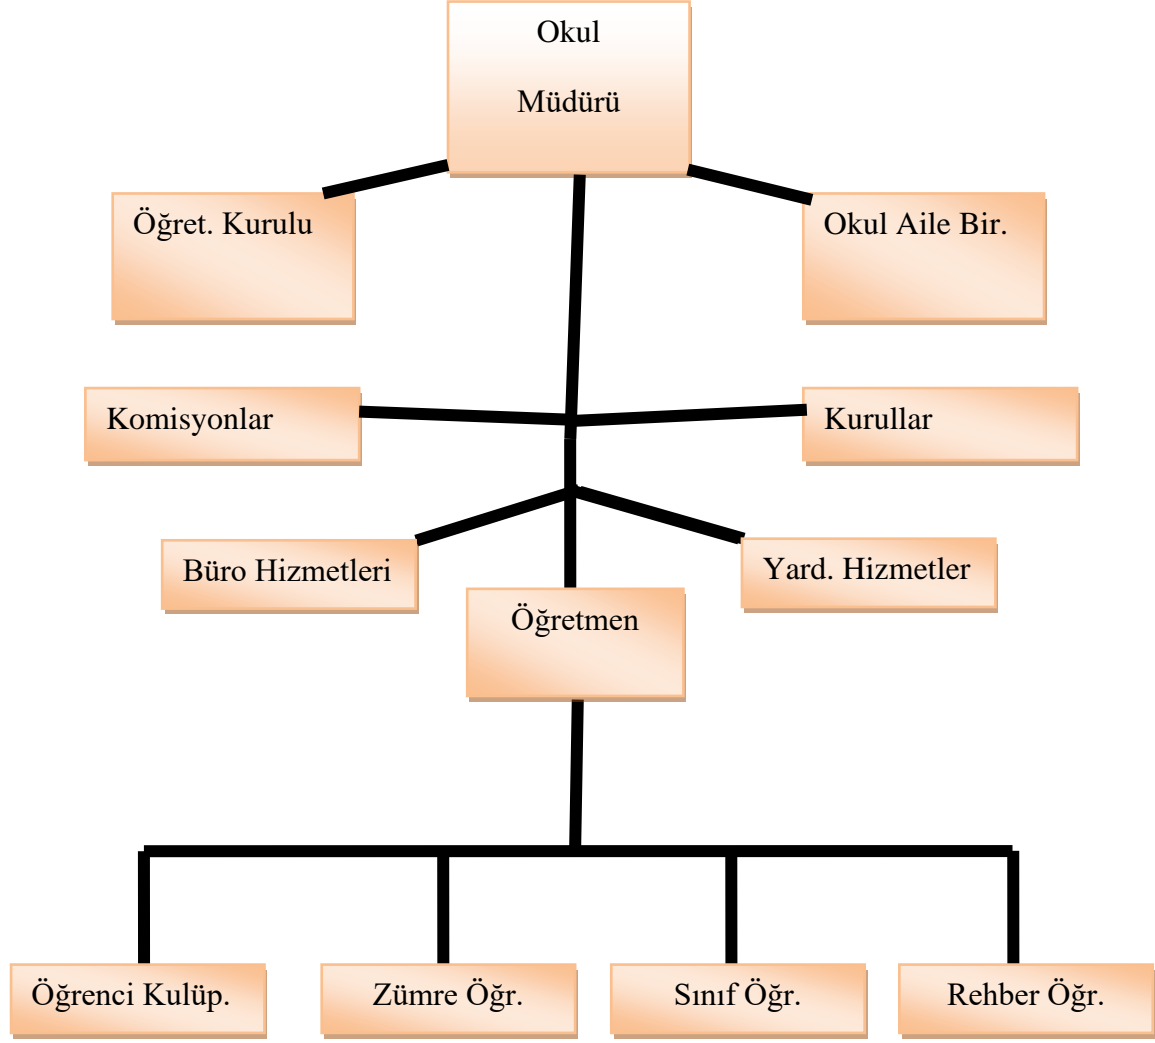 Okul
Müdürü
Öğret. Kurulu
Okul Aile Bir.
Komisyonlar
Kurullar
Büro Hizmetleri
Yard. Hizmetler
Öğretmen
Öğrenci Kulüp.
Zümre Öğr.
Sınıf Öğr.
Rehber Öğr.